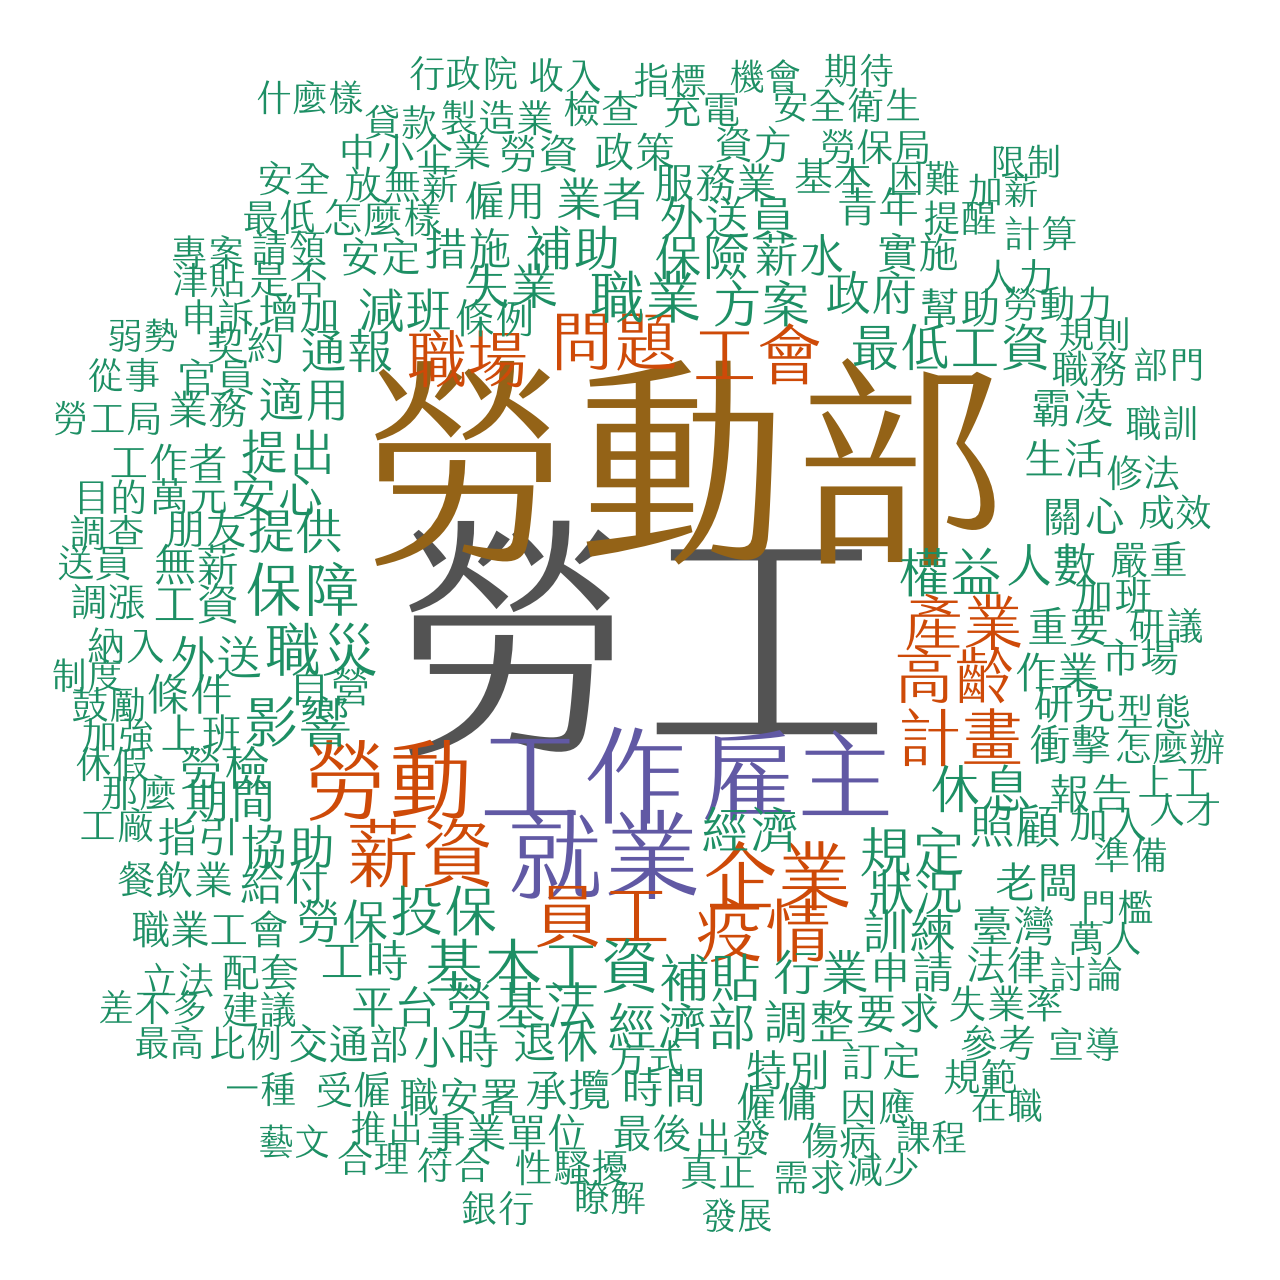 行政院 收入 指標 機會 期待
什麼樣 貸款 製造業 檢查 充電 安全衛生
中小企業 勞資 政策 資方 勞保局 限制
安全 放無薪 僱用 業者 服務業 基本 困難 加薪
最低 怎麼樣 措施 補助 外送員 青年 提醒 計算
專案 請領 安定 失業 保險 薪水 實施 人力
津貼 是否 減班 條例 職業 方案 政府 幫助 勞動力
申訴 增加 通報 職場 問題 工會 最低工資 規則
弱勢 契約 職務 部門
從事 官員 適用 勞動部 霸凌 職訓
勞工局 業務 提出 生活 修法
工作者 安心 關心 成效
目的 萬元 提供 權益 人數 嚴重
調查 朋友 無薪 加班
送員 保障 勞工 產業 重要 研議
調漲 工資 職災 高齡 作業 市場
納入 外送 自營 研究 型態
制度 條件 影響 計畫 衝擊 怎麼辦
鼓勵 上班 勞動 工作 雇主 休息 報告 上工
加強 勞檢 照顧 加入 人才
休假 期間 薪資 就業 經濟 規定 準備
那麼 指引 協助 企業 狀況 老闆 門檻
工廠 給付 投保 員工 疫情 訓練 臺灣 萬人
餐飲業 勞保 基本工資 補貼 行業 申請 法律 討論
職業工會 工時 平台 勞基法 經濟部 調整 要求 失業率
立法 配套 小時 退休 方式 特別 訂定 參考 宣導
差不多 建議 交通部 規範
最高 比例 職安署 承攬 時間 僱傭 因應 在職
一種 受僱 推出 事業單位 最後 出發 傷病 課程
藝文 合理 符合 性騷擾 真正 需求 減少
銀行 瞭解 發展